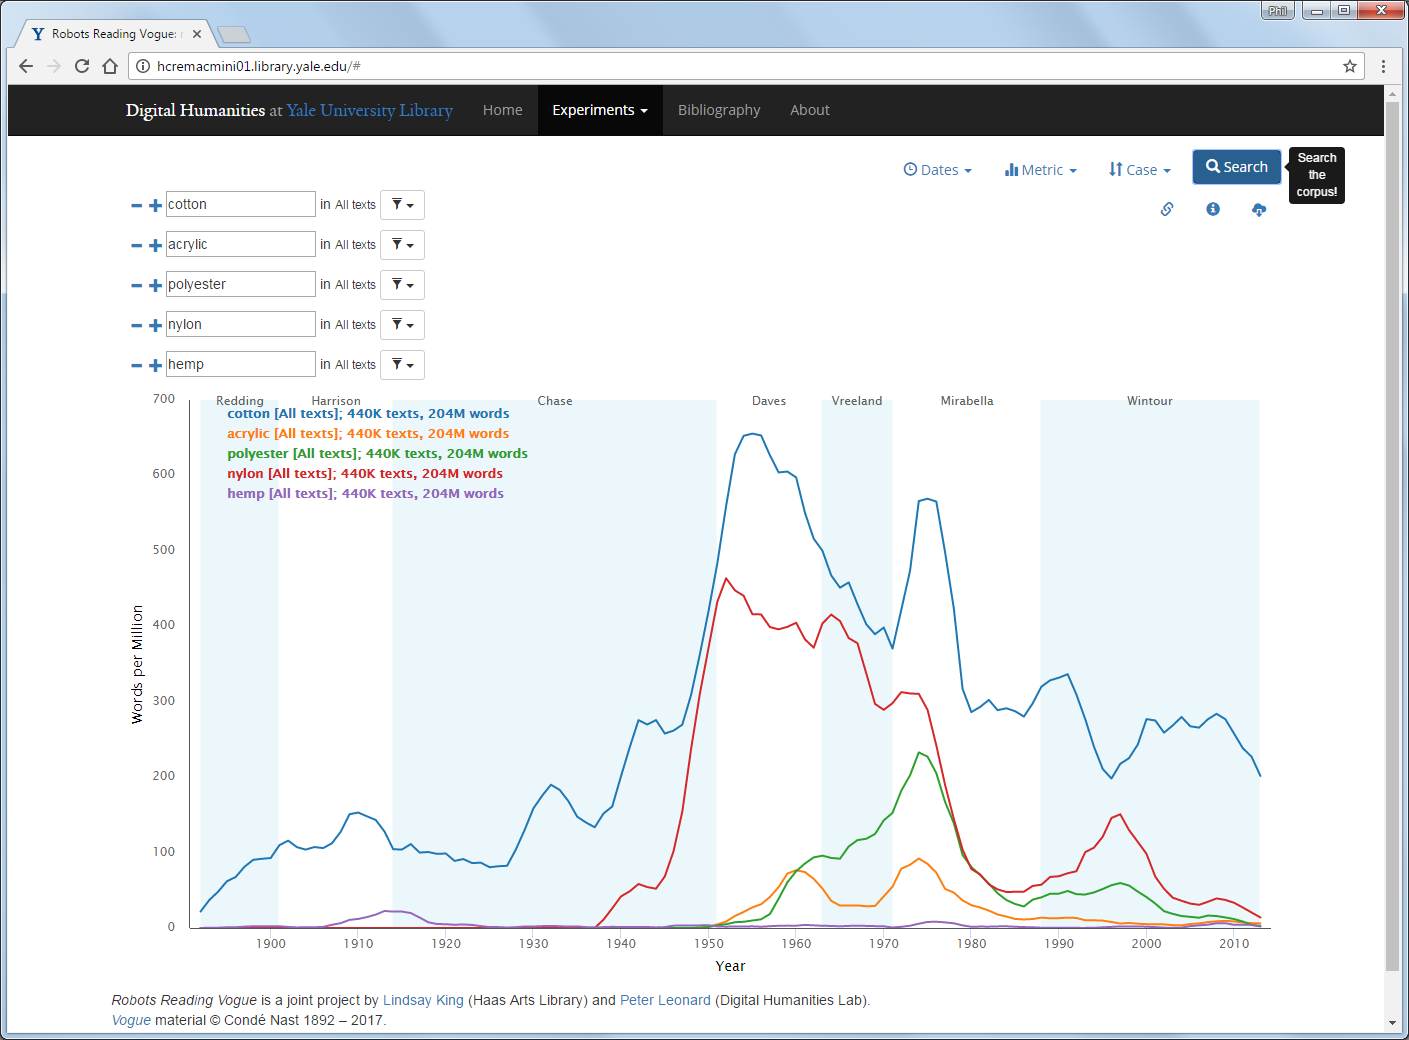 Phil
Robots Reading Vogue:
hcremacmini01.library.yale.edu/#
Digital Humanities at Yale University Library Home Experiments Bibliography About
Dates Metric Case Search
Search the corpus!
cotton in All texts
acrylic in All texts
polyester in All texts
nylon in All texts
hemp in All texts
Redding Harrison Chase Daves Vreeland Mirabella Wintour
cotton [All texts]; 440K texts, 204M words
acrylic [All texts]; 440K texts, 204M words
polyester [All texts]; 440K texts, 204M words
nylon [All texts]; 440K texts, 204M words
hemp [All texts]; 440K texts, 204M words
700
600
500
400
300
200
100
0
Words per Million
1900 1910 1920 1930 1940 1950 1960 1970 1980 1990 2000 2010
Year
Robots Reading Vogue is a joint project by Lindsay King (Haas Arts Library) and Peter Leonard (Digital Humanities Lab).
Vogue material © Condé Nast 1892 – 2017.